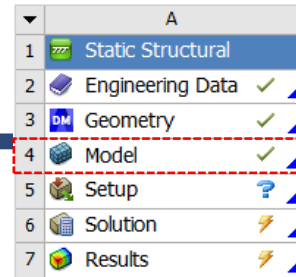 A
1 Static Structural
2 Engineering Data
3 DM Geometry
4 Model
5 Setup ?
6 Solution
7 Results